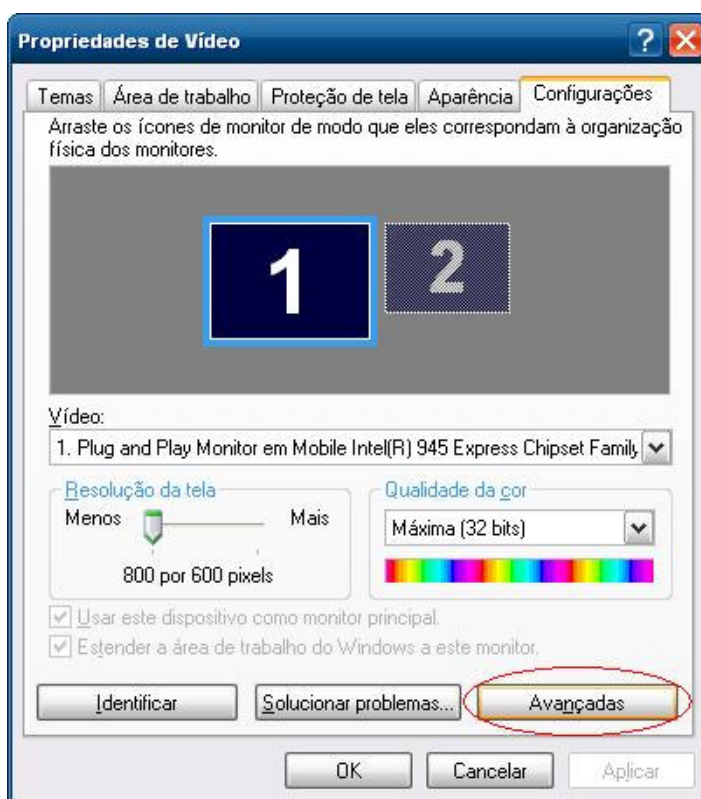 Propriedades de Vídeo
Temas Área de trabalho Proteção de tela Aparência Configurações
Arraste os ícones de monitor de modo que eles correspondam à organização
física dos monitores.
1 2
Vídeo:
1. Plug and Play Monitor em Mobile Intel(R) 945 Express Chipset Family
Resolução da tela Qualidade da cor
Menos Mais Máxima (32 bits)
800 por 600 pixels
Usar este dispositivo como monitor principal.
Estender a área de trabalho do Windows a este monitor.
Identificar Solucionar problemas... Avançadas
OK Cancelar Aplicar